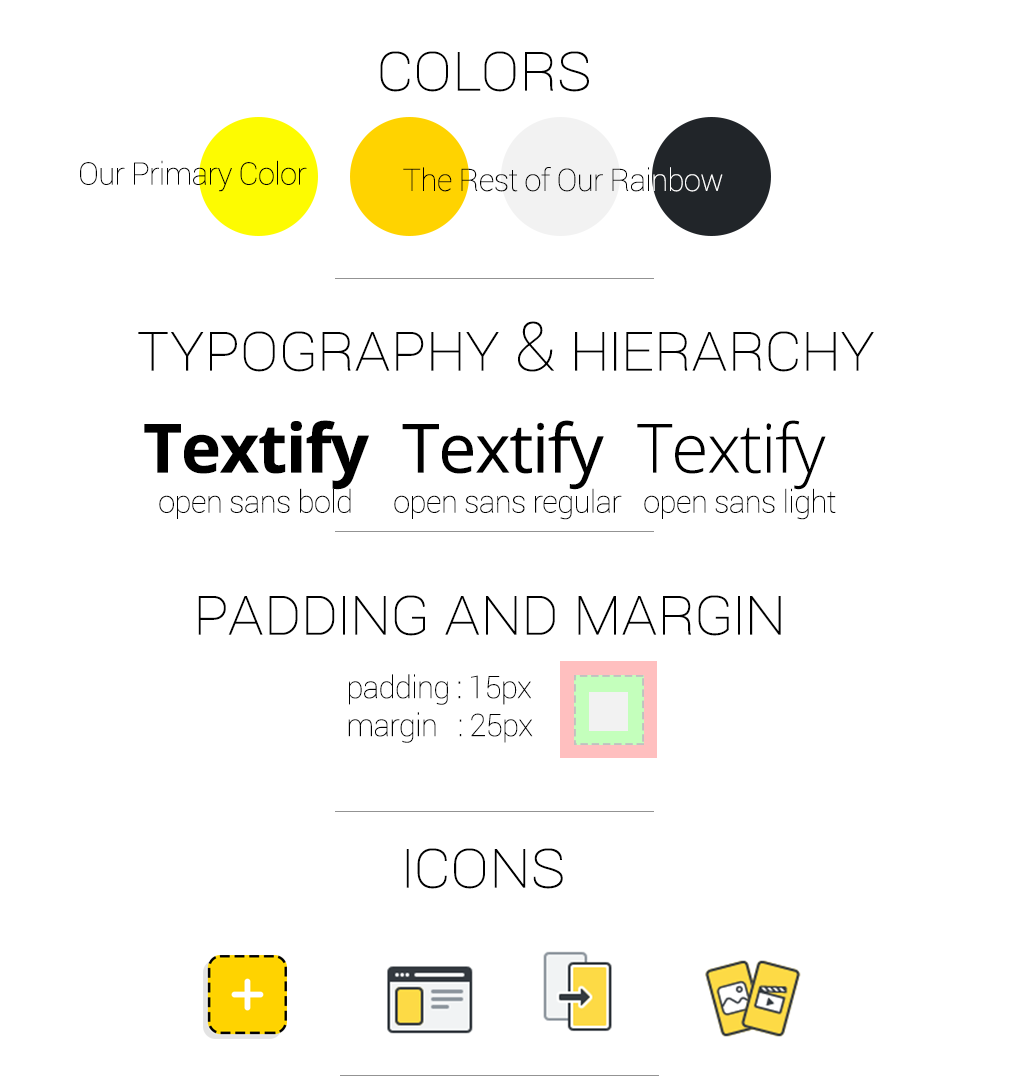 COLORS
Our Primary Color
The Rest of Our Rainbow
TYPOGRAPHY & HIERARCHY
Textify Textify Textify
open sans bold open sans regular open sans light
PADDING AND MARGIN
padding : 15px
margin : 25px
ICONS